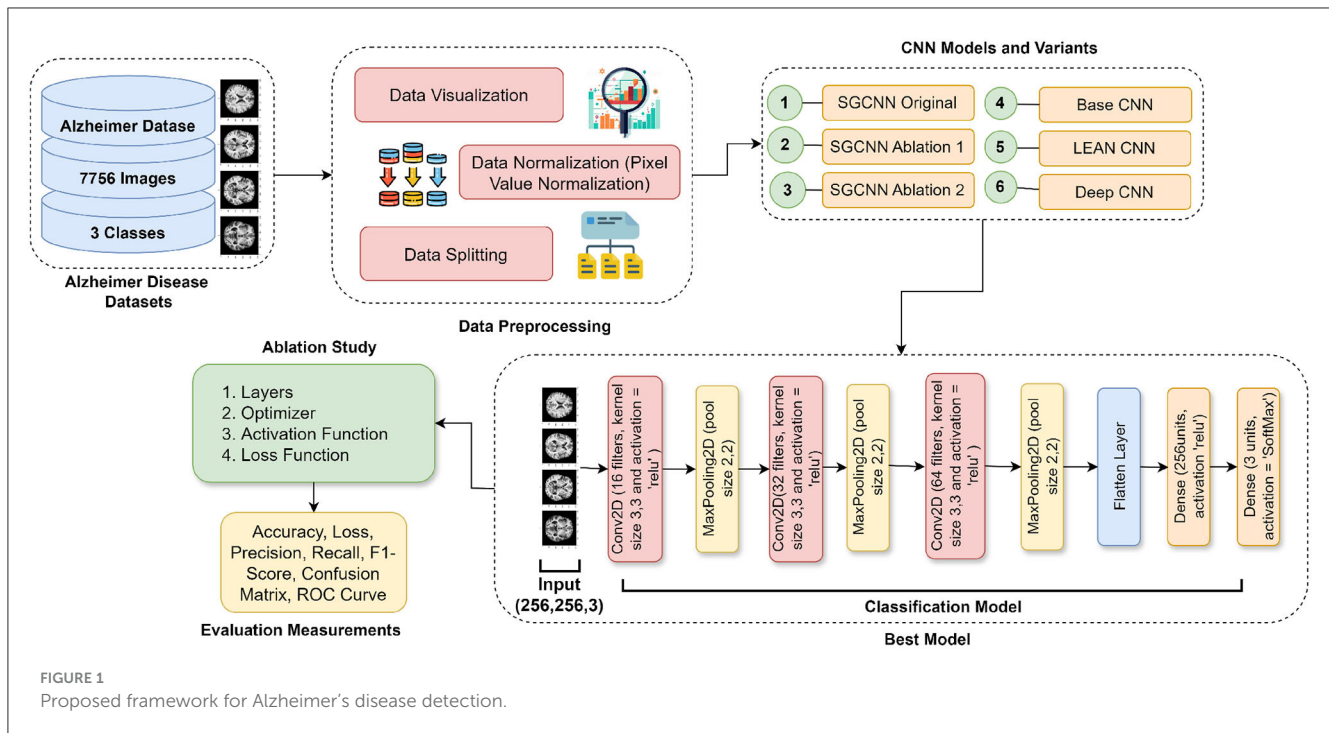 Alzheimer Datase
7756 Images
3 Classes
Alzheimer Disease
Datasets
Data Visualization
Data Normalization (Pixel
Value Normalization)
Data Splitting
Data Preprocessing
CNN Models and Variants
1
SGCNN Original
2
SGCNN Ablation 1
3
SGCNN Ablation 2
4
Base CNN
5
LEAN CNN
6
Deep CNN
Ablation Study
1. Layers
2. Optimizer
3. Activation Function
4. Loss Function
Accuracy, Loss,
Precision, Recall, F1-
Score, Confusion
Matrix, ROC Curve
Evaluation Measurements
Input
(256,256,3)
Conv2D (16 filters, kernel
size 3,3 and activation =
'relu' )
MaxPooling2D (pool
size 2,2)
Conv2D(32 filters, kernel
size 3,3 and activation =
'relu')
MaxPooling2D (pool
size 2,2)
Conv2D (64 filters, kernel
size 3,3 and activation =
'relu' )
MaxPooling2D (pool
size 2,2)
Flatten Layer
Dense (256units,
activation 'relu')
Dense (3 units,
activation = 'SoftMax')
Classification Model
Best Model
FIGURE 1
Proposed framework for Alzheimer's disease detection.